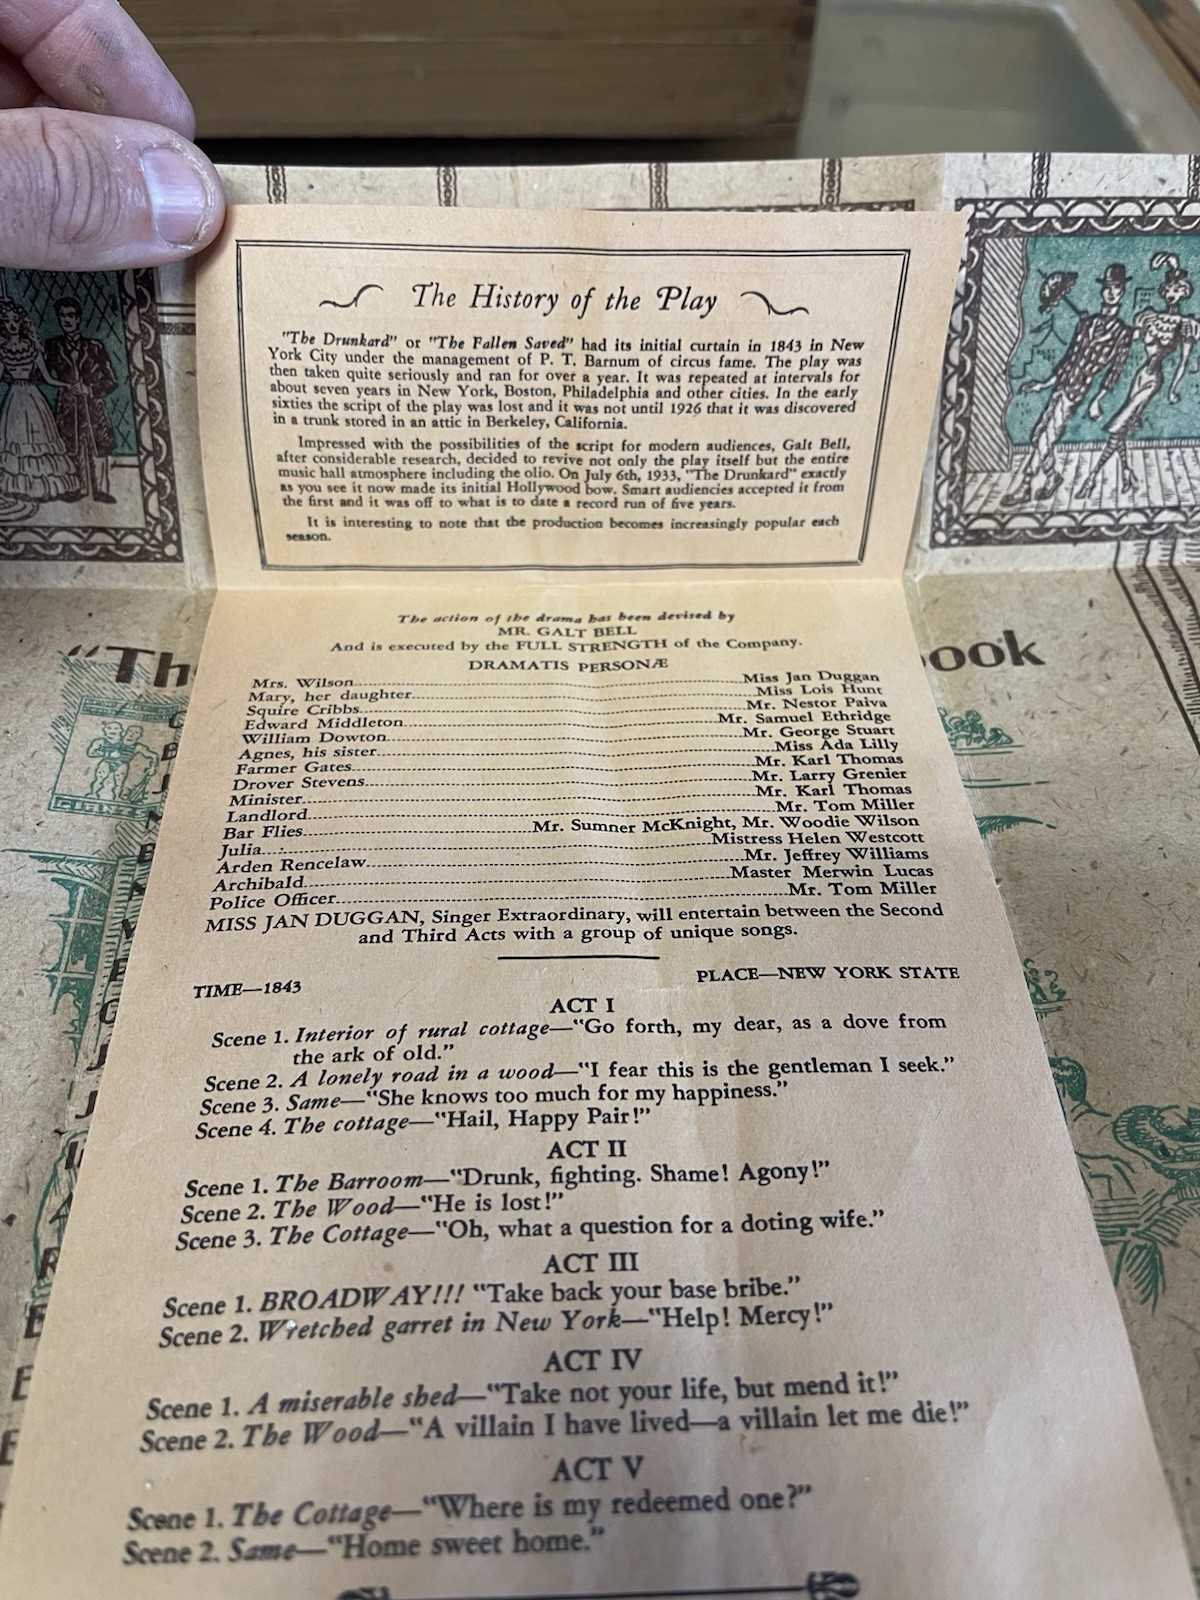 The History of the Play
"The Drunkard" or "The Fallen Saved" had its initial curtain in 1843 in New
York City under the management of P. T. Barnum of circus fame. The play was
then taken quite seriously and ran for over a year. It was repeated at intervals for
about seven years in New York, Boston, Philadelphia and other cities. In the early
sixties the script of the play was lost and it was not until 1926 that it was discovered
in a trunk stored in an attic in Berkeley, California.
Impressed with the possibilities of the script for modern audiences, Galt Bell,
after considerable research, decided to revive not only the play itself but the entire
music hall atmosphere including the olio. On July 6th, 1933, "The Drunkard" exactly
as you see it now made its initial Hollywood bow. Smart audiences accepted it from
the first and it was off to what is to date a record run of five years.
It is interesting to note that the production becomes increasingly popular each
season.
The action of the drama has been devised by
MR. GALT BELL
And is executed by the FULL STRENGTH of the Company.
"Th
ook
DRAMATIS PERSONÆ
Mrs. Wilson Miss Jan Duggan
Mary, her daughter Miss Lois Hunt
Squire Cribbs Mr. Nestor Paiva
Edward Middleton Mr. Samuel Ethridge
William Dowton Mr. George Stuart
Agnes, his sister Miss Ada Lilly
Farmer Gates Mr. Karl Thomas
Drover Stevens Mr. Larry Grenier
Minister Mr. Karl Thomas
Landlord Mr. Tom Miller
Bar Flies Mr. Sumner McKnight, Mr. Woodie Wilson
Julia Mistress Helen Westcott
Arden Rencelaw Mr. Jeffrey Williams
Archibald Master Merwin Lucas
Police Officer Mr. Tom Miller
MISS JAN DUGGAN, Singer Extraordinary, will entertain between the Second
and Third Acts with a group of unique songs.
TIME—1843 PLACE—NEW YORK STATE
ACT I
Scene 1. Interior of rural cottage—"Go forth, my dear, as a dove from
the ark of old."
Scene 2. A lonely road in a wood—"I fear this is the gentleman I seek."
Scene 3. Same—"She knows too much for my happiness."
Scene 4. The cottage—"Hail, Happy Pair!"
ACT II
Scene 1. The Barroom—"Drunk, fighting. Shame! Agony!"
Scene 2. The Wood—"He is lost!"
Scene 3. The Cottage—"Oh, what a question for a doting wife."
ACT III
Scene 1. BROADWAY!!! "Take back your base bribe."
Scene 2. Wretched garret in New York—"Help! Mercy!"
ACT IV
Scene 1. A miserable shed—"Take not your life, but mend it!"
Scene 2. The Wood—"A villain I have lived—a villain let me die!"
ACT V
Scene 1. The Cottage—"Where is my redeemed one?"
Scene 2. Same—"Home sweet home."